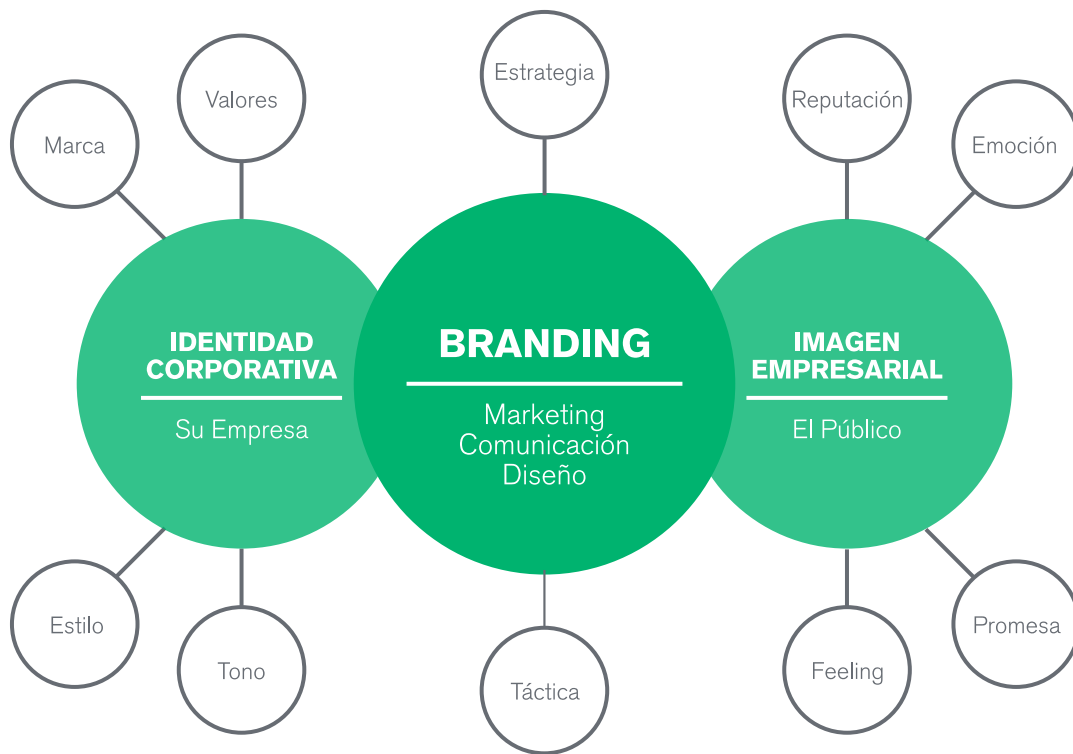 Estrategia
Valores
Reputación
Marca
Emoción
IDENTIDAD
CORPORATIVA
Su Empresa
BRANDING
Marketing
Comunicación
Diseño
IMAGEN
EMPRESARIAL
El Público
Estilo
Tono
Táctica
Feeling
Promesa